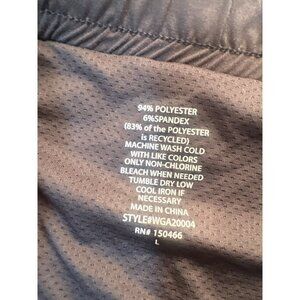 94% POLYESTER
6%SPANDEX
(83% of the POLYESTER
is RECYCLED)
MACHINE WASH COLD
WITH LIKE COLORS
ONLY NON-CHLORINE
BLEACH WHEN NEEDED
TUMBLE DRY LOW
COOL IRON IF
NECESSARY
MADE IN CHINA
STYLE#WGA20004
RN# 150466
L